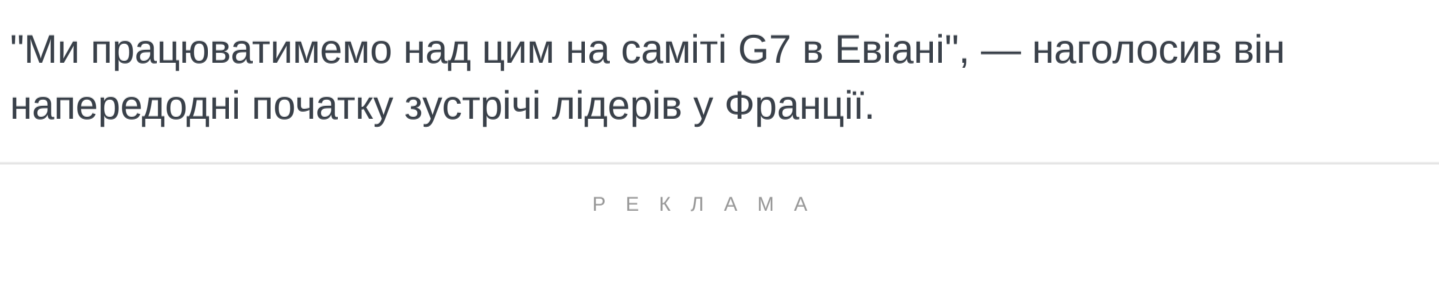 "Ми працюватимемо над цим на саміті G7 в Евіані", — наголосив він
напередодні початку зустрічі лідерів у Франції.
РЕКЛАМА